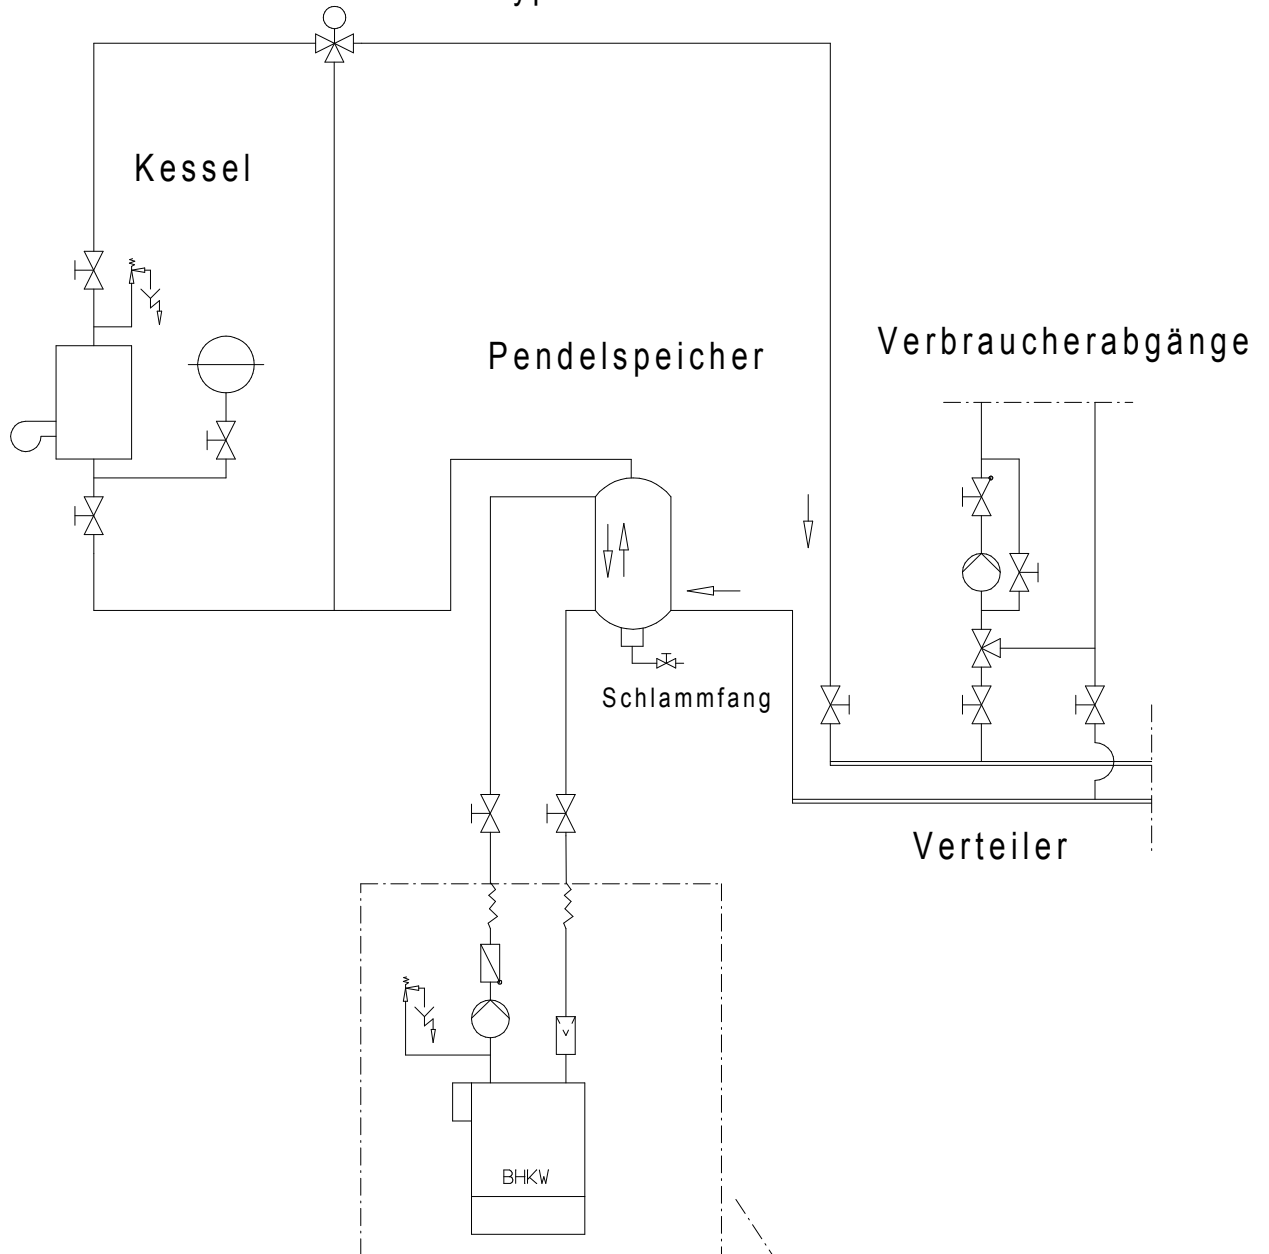 Kessel
Pendelspeicher
Verbraucherabgänge
Schlammfang
Verteiler
BHKW